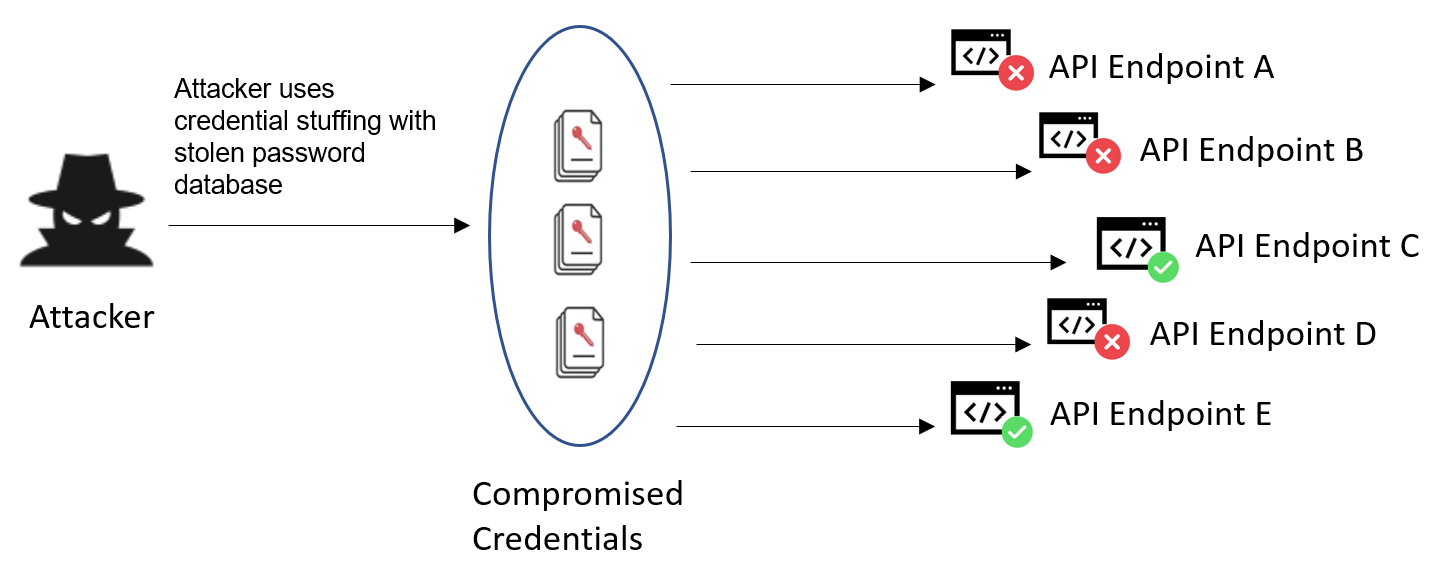 Attacker uses
credential stuffing with
stolen password
database
Attacker
Compromised
Credentials
API Endpoint A
API Endpoint B
API Endpoint C
API Endpoint D
API Endpoint E